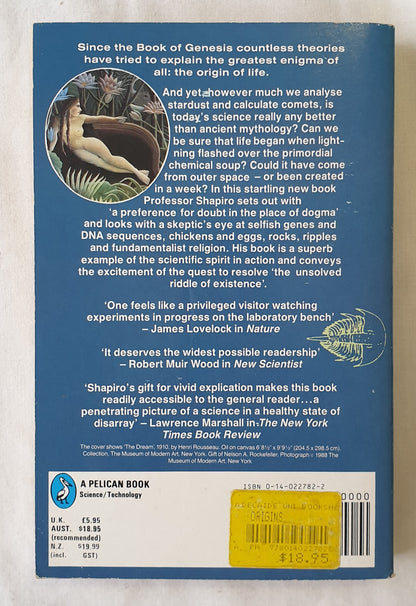 Since the Book of Genesis countless theories
have tried to explain the greatest enigma of
all: the origin of life.
And yet however much we analyse
stardust and calculate comets, is
today's science really any better
than ancient mythology? Can we
be sure that life began when light-
ning flashed over the primordial
chemical soup? Could it have come
from outer space – or been created
in a week? In this startling new book
Professor Shapiro sets out with
'a preference for doubt in the place of dogma'
and looks with a skeptic's eye at selfish genes and
DNA sequences, chickens and eggs, rocks, ripples
and fundamentalist religion. His book is a superb
example of the scientific spirit in action and conveys
the excitement of the quest to resolve 'the unsolved
riddle of existence'.
'One feels like a privileged visitor watching
experiments in progress on the laboratory bench'
– James Lovelock in Nature
'It deserves the widest possible readership'
– Robert Muir Wood in New Scientist
'Shapiro's gift for vivid explication makes this book
readily accessible to the general reader...a
penetrating picture of a science in a healthy state of
disarray' – Lawrence Marshall in The New York
Times Book Review
The cover shows 'The Dream', 1910, by Henri Rousseau. Oil on canvas 6' 8½" x 9'9½" (204.5 x 298.5 cm).
Collection, The Museum of Modern Art, New York. Gift of Nelson A. Rockefeller. Photograph © 1988 The
Museum of Modern Art, New York
A PELICAN BOOK
Science/Technology
U.K. £5.95
AUST. $18.95
(recommended)
N.Z. $19.99
(incl. GST)
ISBN 0-14-022782-2
0000
ADELAIDE UNI BOOKSHO
ORIGINS
$18.95